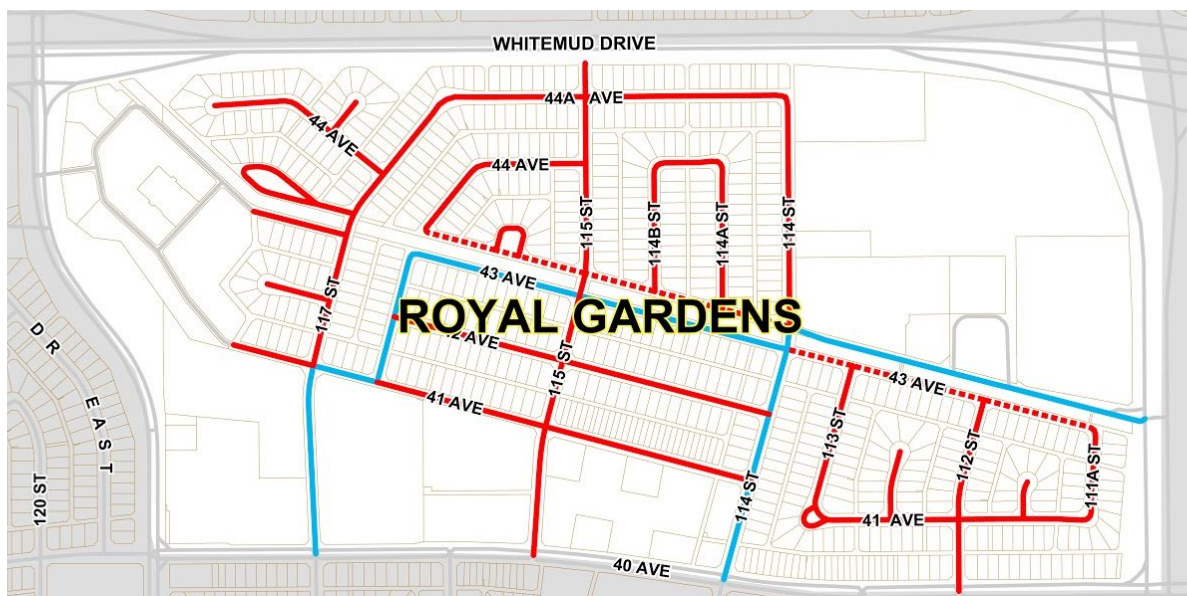 WHITEMUD DRIVE
44A AVE
44 AVE
44 AVE
115 ST
114B ST
114A ST
114 ST
43 AVE
117 ST
ROYAL GARDENS
DR EAST
115 ST
43 AVE
41 AVE
113 ST
112 ST
111A ST
120 ST
114 ST
41 AVE
40 AVE